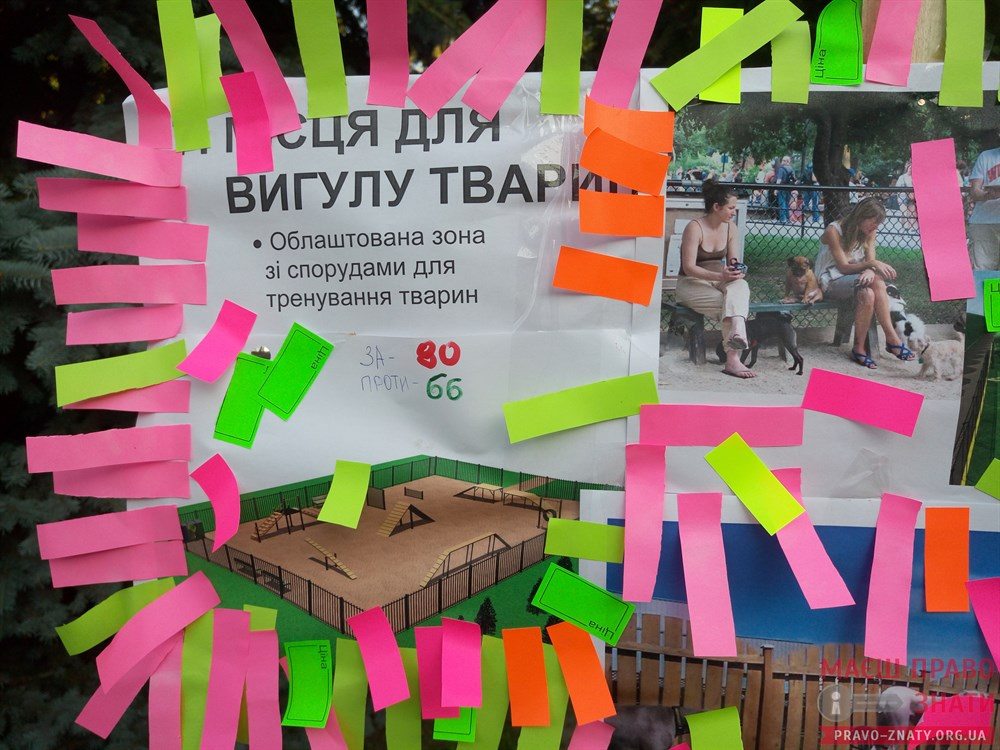 МІСЦЯ ДЛЯ
ВИГУЛУ ТВАРИН
• Облаштована зона
зі спорудами для
тренування тварин
ЗА- 80
ПРОТИ- 66
Ціна
Ціна
Ціна
Ціна
МАЄШ ПРАВО
ЗНАТИ
PRAVO-ZNATY.ORG.UA